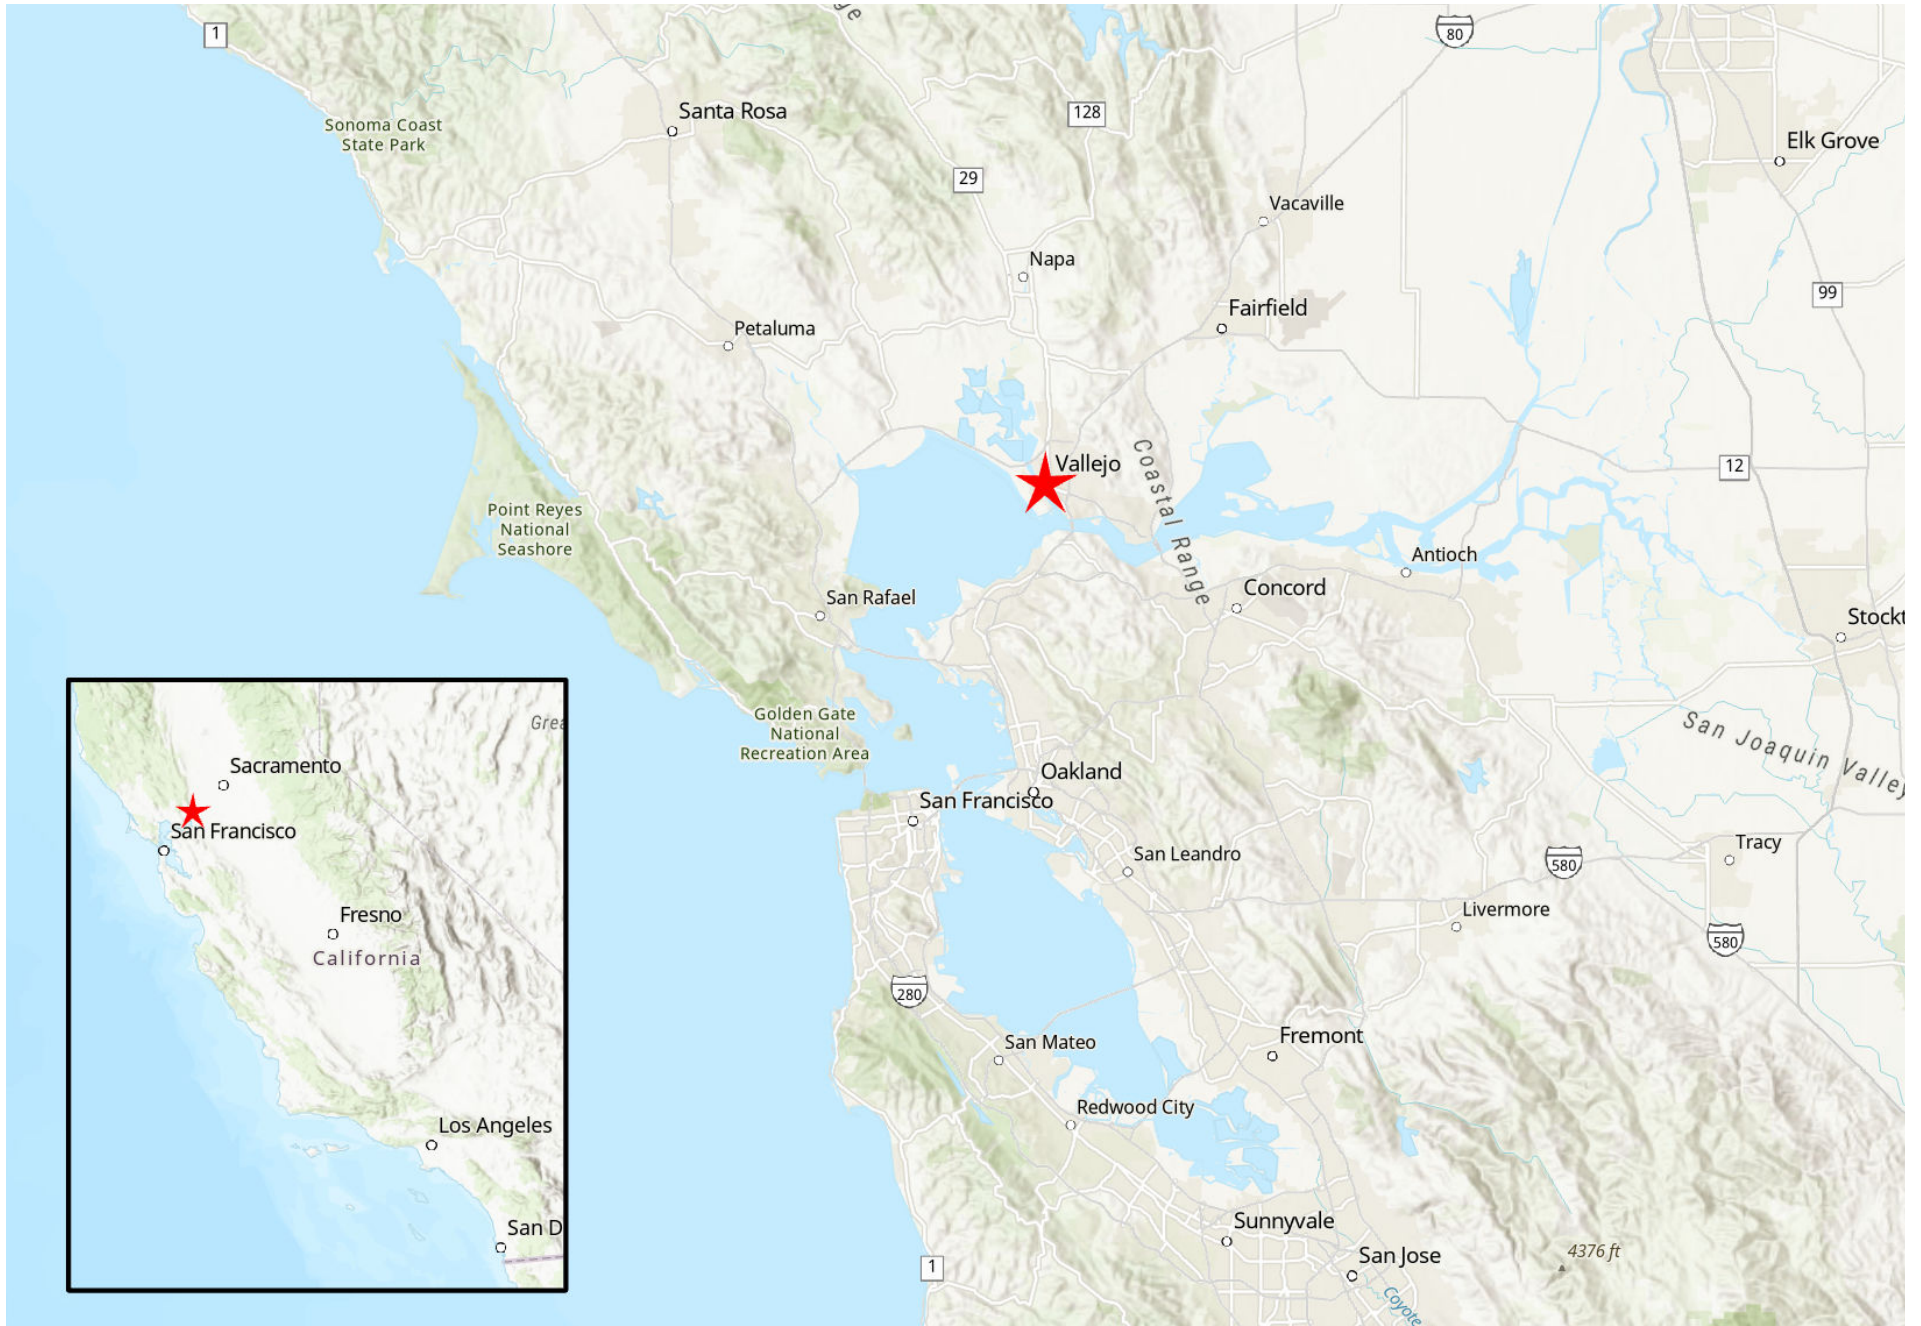 1
80
Santa Rosa
Sonoma Coast
State Park
128
Elk Grove
29
Vacaville
Napa
99
Fairfield
Petaluma
Vallejo
12
Coastal Range
Point Reyes
National
Seashore
Antioch
Concord
San Rafael
Stockt
Golden Gate
National
Recreation Area
San Joaquin Valley
Oakland
San Francisco
Tracy
San Leandro
580
Livermore
580
280
Fremont
San Mateo
Redwood City
Sunnyvale
San Jose
4376 ft
1
Coyote
Grea
Sacramento
San Francisco
Fresno
California
Los Angeles
San D